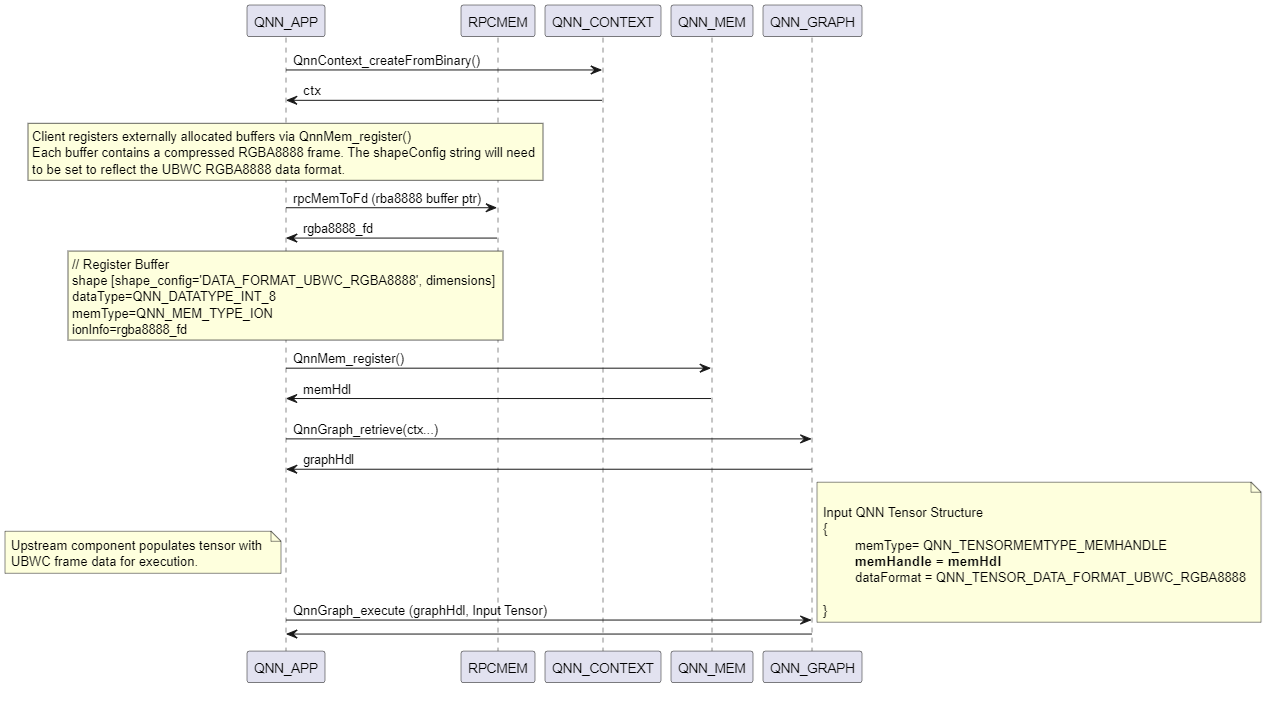 QNN_APP RPCMEM QNN_CONTEXT QNN_MEM QNN_GRAPH
QnnContext_createFromBinary()
ctx
Client registers externally allocated buffers via QnnMem_register()
Each buffer contains a compressed RGBA8888 frame. The shapeConfig string will need
to be set to reflect the UBWC RGBA8888 data format.
rpcMemToFd (rba8888 buffer ptr)
rgba8888_fd
// Register Buffer
shape [shape_config='DATA_FORMAT_UBWC_RGBA8888', dimensions]
dataType=QNN_DATATYPE_INT_8
memType=QNN_MEM_TYPE_ION
ionInfo=rgba8888_fd
QnnMem_register()
memHdl
QnnGraph_retrieve(ctx...)
graphHdl
Input QNN Tensor Structure
{
memType= QNN_TENSORMEMTYPE_MEMHANDLE
memHandle = memHdl
dataFormat = QNN_TENSOR_DATA_FORMAT_UBWC_RGBA8888
}
Upstream component populates tensor with
UBWC frame data for execution.
QnnGraph_execute (graphHdl, Input Tensor)
QNN_APP RPCMEM QNN_CONTEXT QNN_MEM QNN_GRAPH